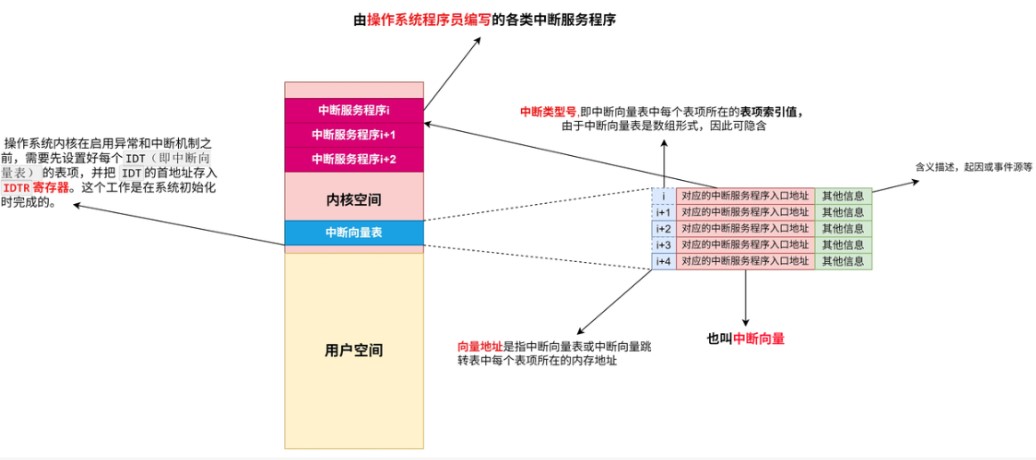 由操作系统程序员编写的各类中断服务程序
中断服务程序i
中断服务程序i+1
中断服务程序i+2
内核空间
中断向量表
用户空间
操作系统内核在启用异常和中断机制之
前，需要先设置好每个 IDT（即中断向
量表）的表项，并把 IDT的首地址存入
IDTR 寄存器。这个工作是在系统初始化
时完成的。
中断类型号,即中断向量表中每个表项所在的表项索引值，
由于中断向量表是数组形式，因此可隐含
含义描述，起因或事件源等
i 对应的中断服务程序入口地址 其他信息
i+1 对应的中断服务程序入口地址 其他信息
i+2 对应的中断服务程序入口地址 其他信息
i+3 对应的中断服务程序入口地址 其他信息
i+4 对应的中断服务程序入口地址 其他信息
向量地址是指中断向量表或中断向量跳
转表中每个表项所在的内存地址
也叫中断向量